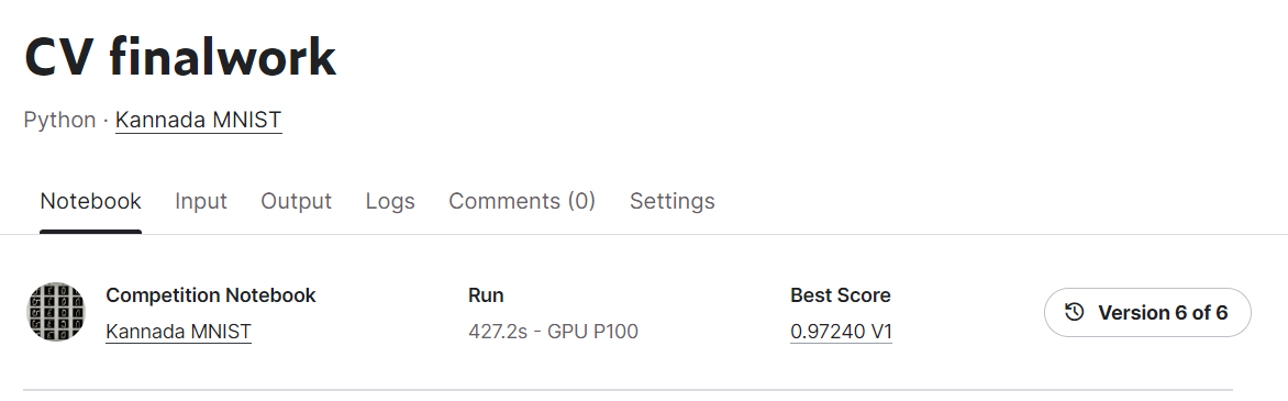 CV finalwork
Python · Kannada MNIST
Notebook Input Output Logs Comments (0) Settings
Competition Notebook
Kannada MNIST
Run
427.2s - GPU P100
Best Score
0.97240 V1
Version 6 of 6